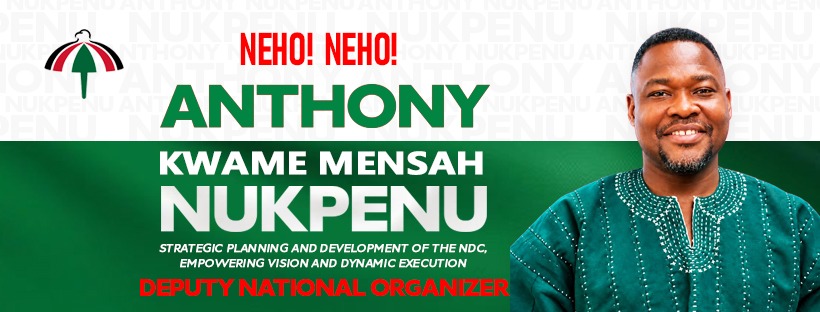 NEHO! NEHO!
ANTHONY
KWAME MENSAH
NUKPENU
STRATEGIC PLANNING AND DEVELOPMENT OF THE NDC,
EMPOWERING VISION AND DYNAMIC EXECUTION
DEPUTY NATIONAL ORGANIZER